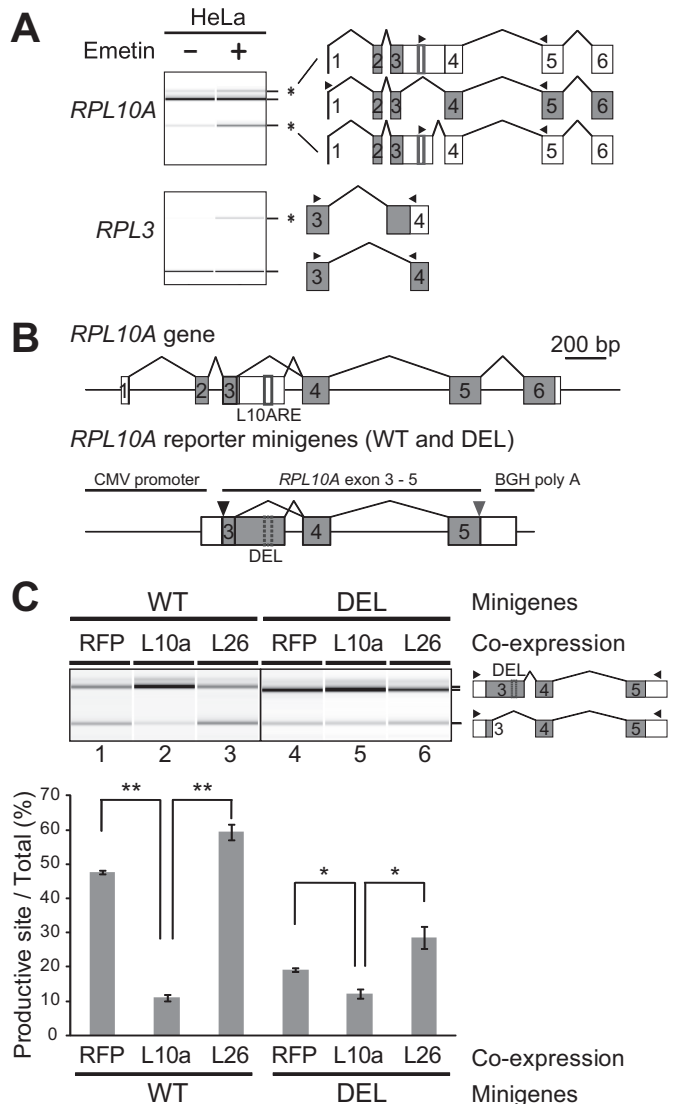 A
HeLa
Emetin − +
RPL10A
*
*
1 2 3 4 5 6
1 2 3 4 5 6
1 2 3 4 5 6
RPL3
*
3 4
3 4
B
RPL10A gene
200 bp
1 2 3 4 5 6
L10ARE
RPL10A reporter minigenes (WT and DEL)
CMV promoter RPL10A exon 3 - 5 BGH poly A
3 4 5
DEL
C
WT DEL Minigenes
RFP L10a L26 RFP L10a L26 Co-expression
DEL
3 4 5
3 4 5
1 2 3 4 5 6
Productive site / Total (%)
70
60
50
40
30
20
10
0
** **
* *
RFP L10a L26 RFP L10a L26 Co-expression
WT DEL Minigenes